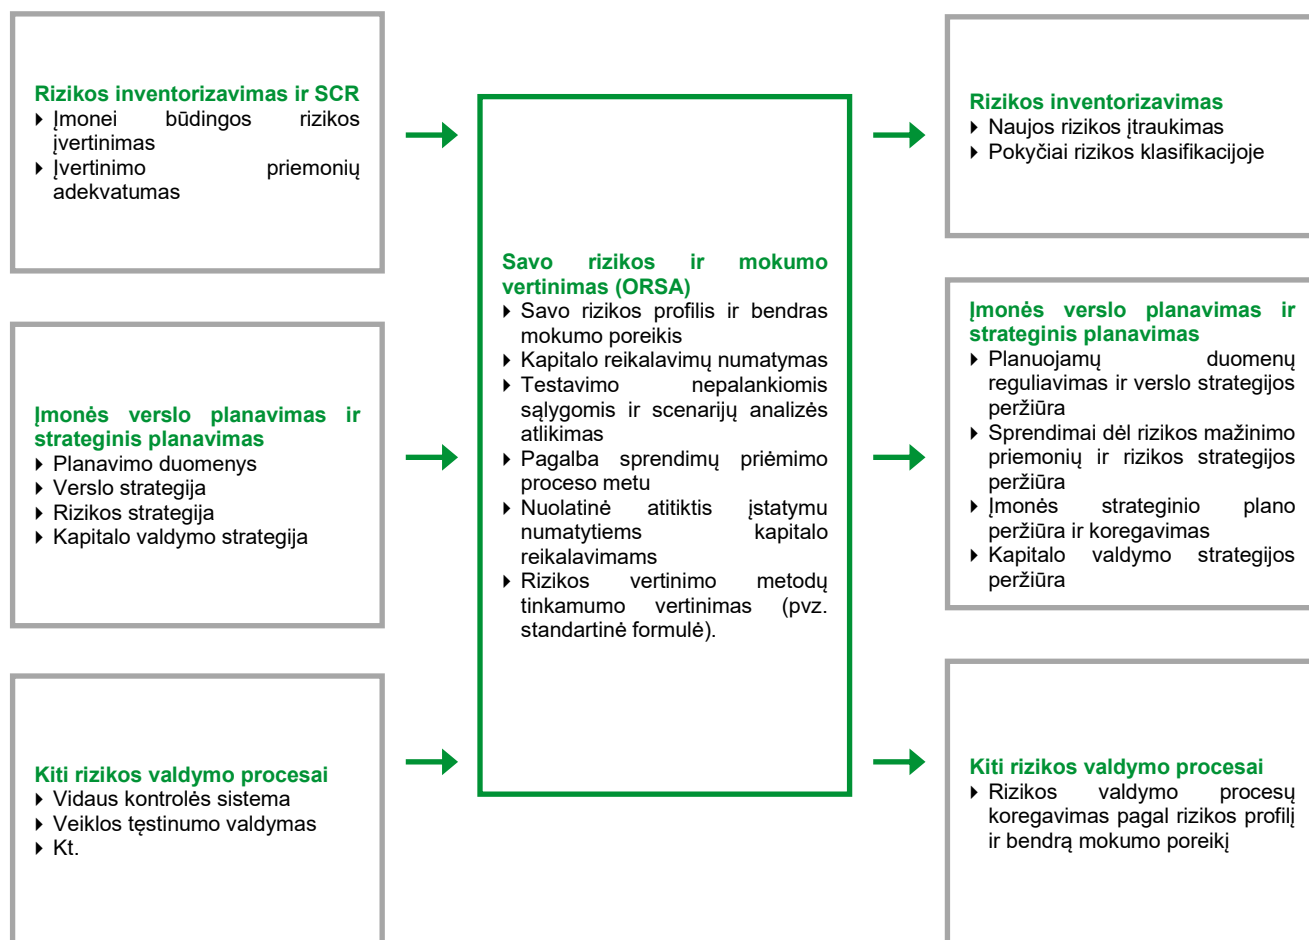 Rizikos inventorizavimas ir SCR
Įmonei būdingos rizikos
įvertinimas
Įvertinimo priemonių
adekvatumas
Įmonės verslo planavimas ir
strateginis planavimas
Planavimo duomenys
Verslo strategija
Rizikos strategija
Kapitalo valdymo strategija
Kiti rizikos valdymo procesai
Vidaus kontrolės sistema
Veiklos tęstinumo valdymas
Kt.
Savo rizikos ir mokumo
vertinimas (ORSA)
Savo rizikos profilis ir bendras
mokumo poreikis
Kapitalo reikalavimų numatymas
Testavimo nepalankiomis
sąlygomis ir scenarijų analizės
atlikimas
Pagalba sprendimų priėmimo
proceso metu
Nuolatinė atitiktis įstatymu
numatytiems kapitalo
reikalavimams
Rizikos vertinimo metodų
tinkamumo vertinimas (pvz.
standartinė formulė).
Rizikos inventorizavimas
Naujos rizikos įtraukimas
Pokyčiai rizikos klasifikacijoje
Įmonės verslo planavimas ir
strateginis planavimas
Planuojamų duomenų
reguliavimas ir verslo strategijos
peržiūra
Sprendimai dėl rizikos mažinimo
priemonių ir rizikos strategijos
peržiūra
Įmonės strateginio plano
peržiūra ir koregavimas
Kapitalo valdymo strategijos
peržiūra
Kiti rizikos valdymo procesai
Rizikos valdymo procesų
koregavimas pagal rizikos profilį
ir bendrą mokumo poreikį